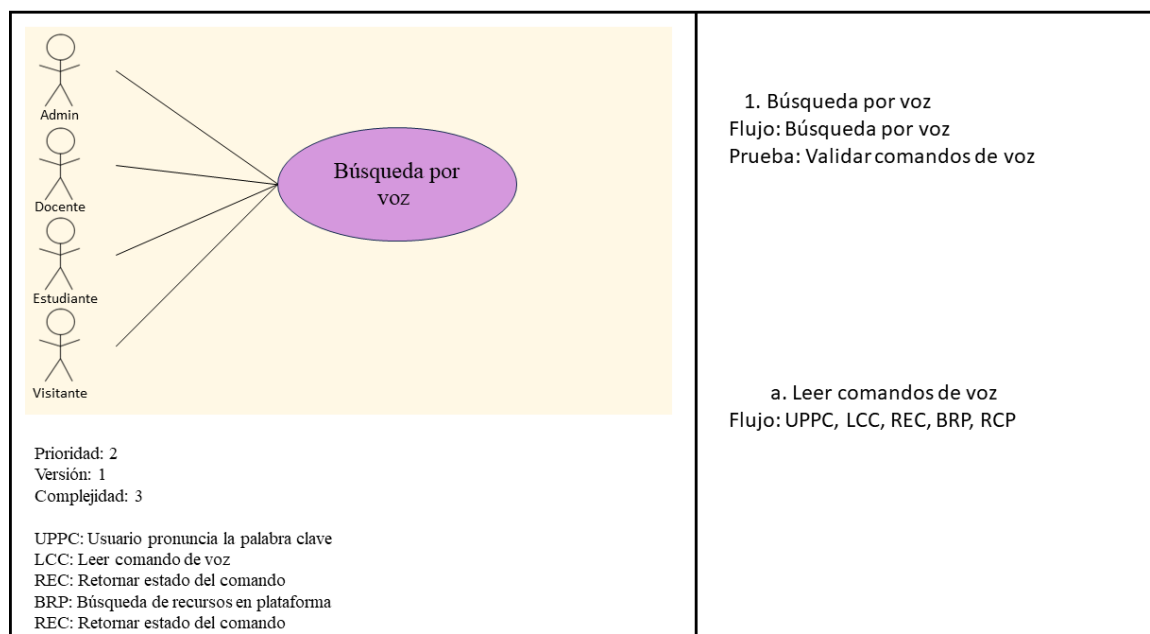 Admin
Docente
Estudiante
Visitante
Búsqueda por
voz
Prioridad: 2
Versión: 1
Complejidad: 3
UPPC: Usuario pronuncia la palabra clave
LCC: Leer comando de voz
REC: Retornar estado del comando
BRP: Búsqueda de recursos en plataforma
REC: Retornar estado del comando
1. Búsqueda por voz
Flujo: Búsqueda por voz
Prueba: Validar comandos de voz
a. Leer comandos de voz
Flujo: UPPC, LCC, REC, BRP, RCP